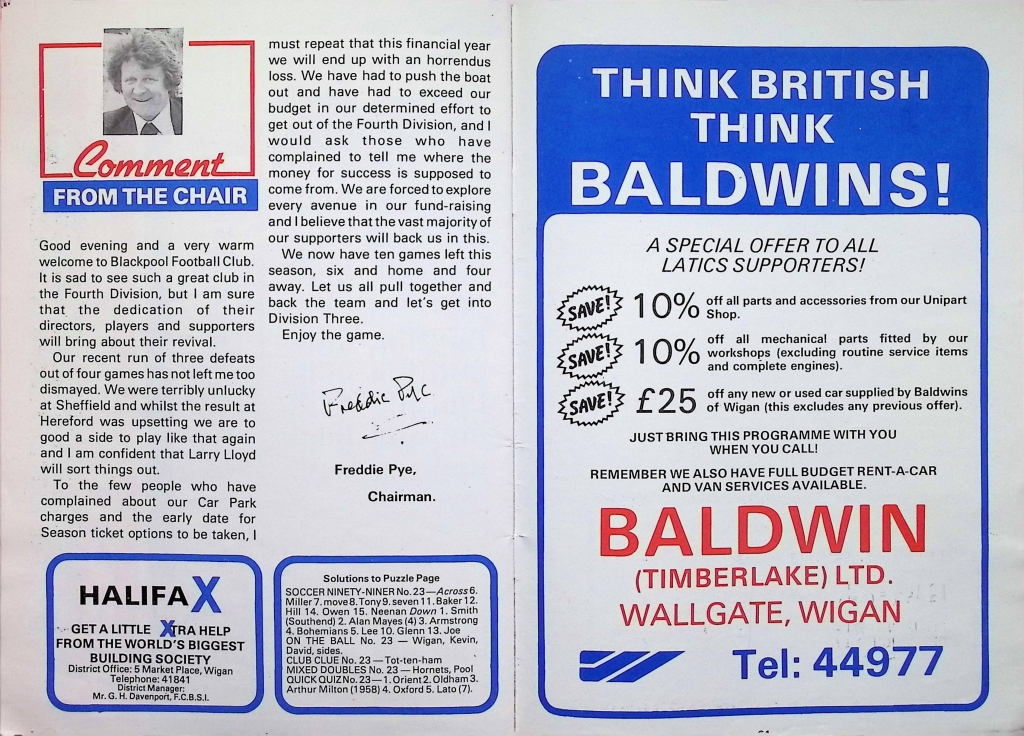 Comment
FROM THE CHAIR
Good evening and a very warm
welcome to Blackpool Football Club.
It is sad to see such a great club in
the Fourth Division, but I am sure
that the dedication of their
directors, players and supporters
will bring about their revival.
Our recent run of three defeats
out of four games has not left me too
dismayed. We were terribly unlucky
at Sheffield and whilst the result at
Hereford was upsetting we are to
good a side to play like that again
and I am confident that Larry Lloyd
will sort things out.
To the few people who have
complained about our Car Park
charges and the early date for
Season ticket options to be taken, I
must repeat that this financial year
we will end up with an horrendus
loss. We have had to push the boat
out and have had to exceed our
budget in our determined effort to
get out of the Fourth Division, and I
would ask those who have
complained to tell me where the
money for success is supposed to
come from. We are forced to explore
every avenue in our fund-raising
and I believe that the vast majority of
our supporters will back us in this.
We now have ten games left this
season, six and home and four
away. Let us all pull together and
back the team and let's get into
Division Three.
Enjoy the game.
Freddie Pye
Freddie Pye,
Chairman.
HALIFAX
GET A LITTLE XTRA HELP
FROM THE WORLD'S BIGGEST
BUILDING SOCIETY
District Office: 5 Market Place, Wigan
Telephone: 41841
District Manager:
Mr. G. H. Davenport, F.C.B.S.I.
Solutions to Puzzle Page
SOCCER NINETY-NINER No. 23—Across 6.
Miller 7. move 8. Tony 9. seven 11. Baker 12.
Hill 14. Owen 15. Neenan Down 1. Smith
(Southend) 2. Alan Mayes (4) 3. Armstrong
4. Bohemians 5. Lee 10. Glenn 13. Joe
ON THE BALL No. 23 — Wigan, Kevin,
David, sides.
CLUB CLUE No. 23 — Tot-ten-ham
MIXED DOUBLES No. 23 — Hornets, Pool
QUICK QUIZ No. 23—1. Orient 2. Oldham 3.
Arthur Milton (1958) 4. Oxford 5. Lato (7).
THINK BRITISH
THINK
BALDWINS!
A SPECIAL OFFER TO ALL
LATICS SUPPORTERS!
SAVE! 10% off all parts and accessories from our Unipart
Shop.
SAVE! 10% off all mechanical parts fitted by our
workshops (excluding routine service items
and complete engines).
SAVE! £25 off any new or used car supplied by Baldwins
of Wigan (this excludes any previous offer).
JUST BRING THIS PROGRAMME WITH YOU
WHEN YOU CALL!
REMEMBER WE ALSO HAVE FULL BUDGET RENT-A-CAR
AND VAN SERVICES AVAILABLE.
BALDWIN
(TIMBERLAKE) LTD.
WALLGATE, WIGAN
Tel: 44977